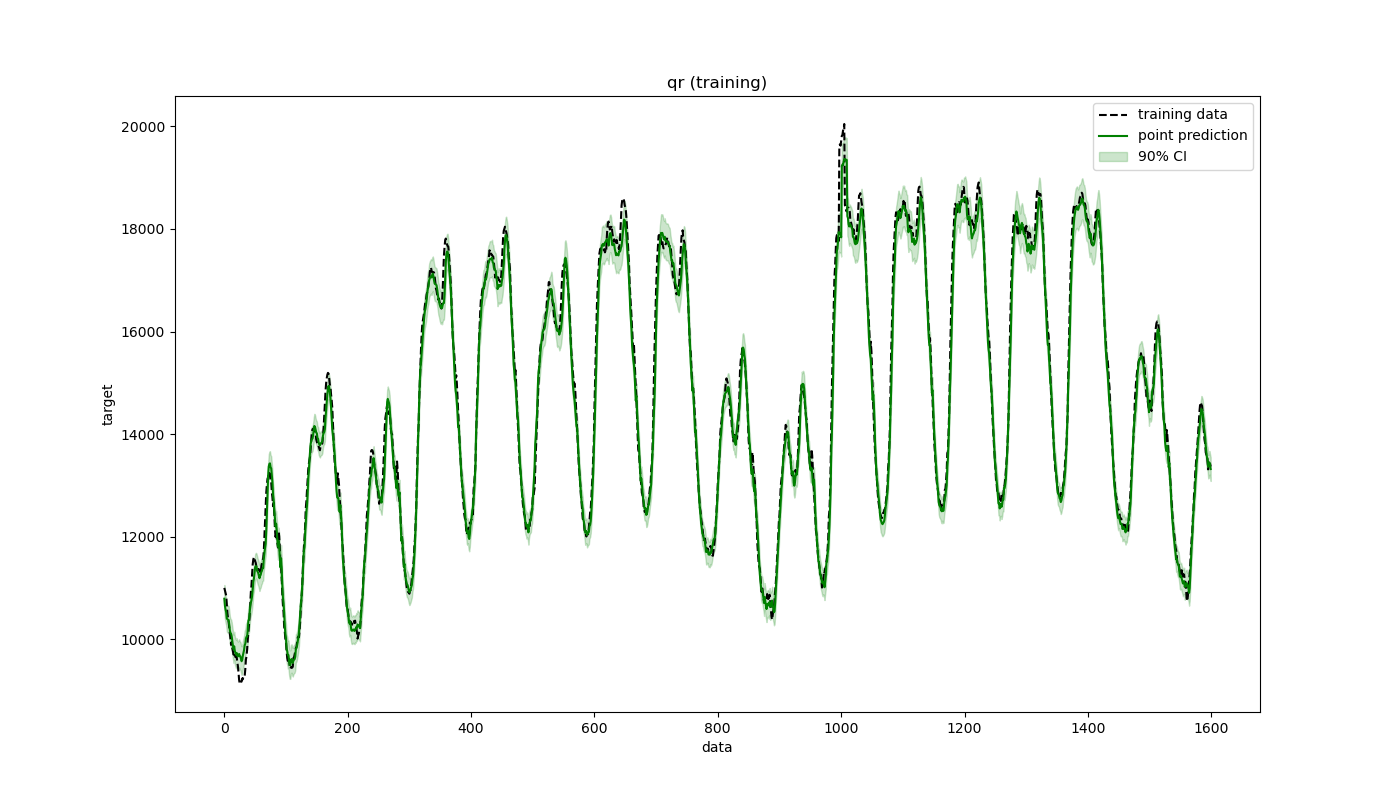 qr (training)
training data
point prediction
90% CI
20000
18000
16000
14000
12000
10000
target
0 200 400 600 800 1000 1200 1400 1600
data